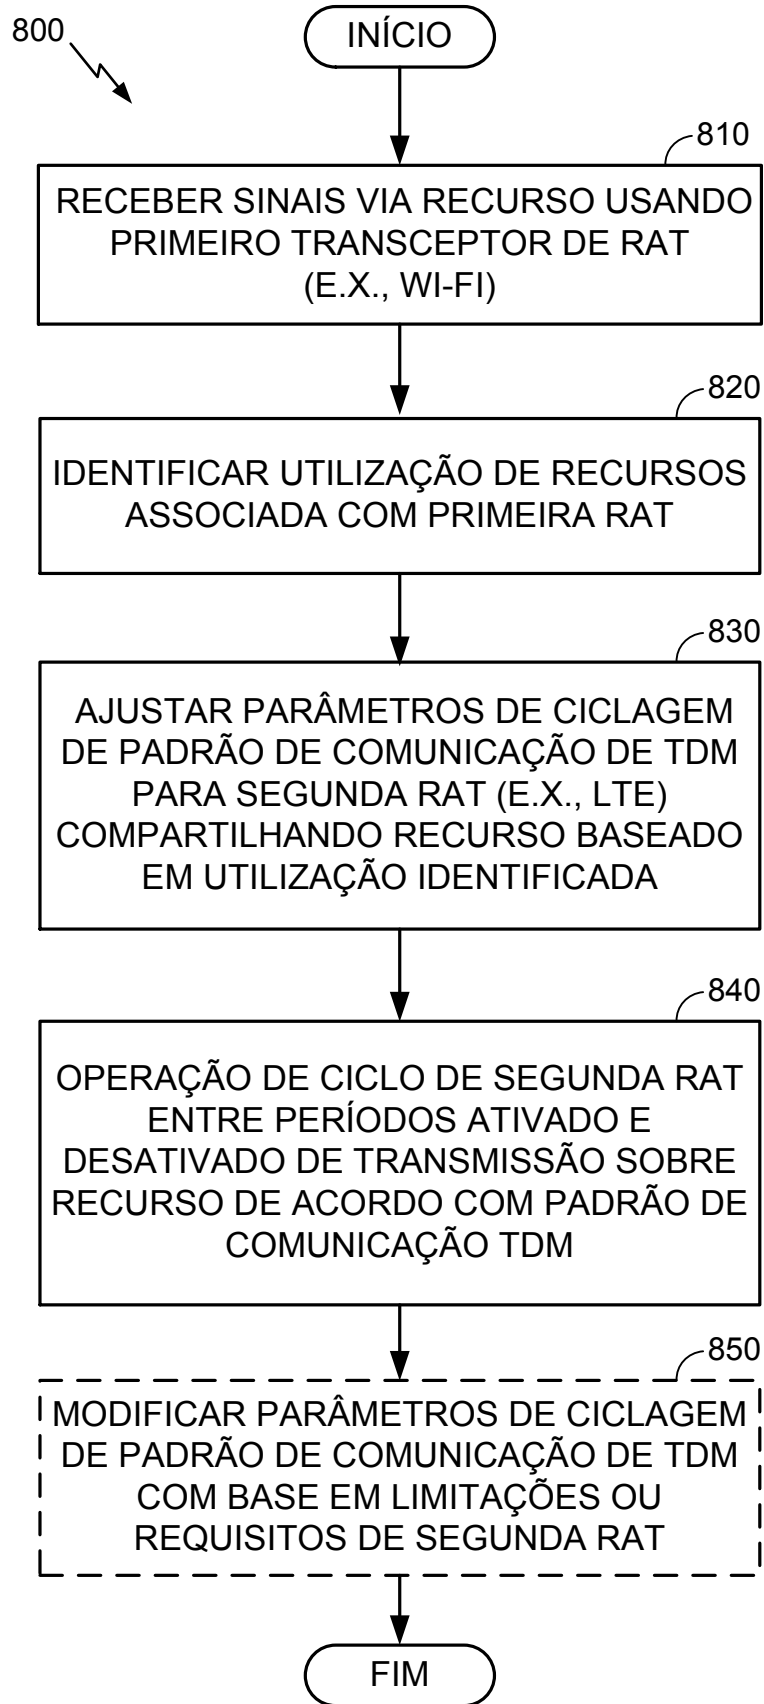 800
INÍCIO
810
RECEBER SINAIS VIA RECURSO USANDO
PRIMEIRO TRANSCEPTOR DE RAT
(E.X., WI-FI)
820
IDENTIFICAR UTILIZAÇÃO DE RECURSOS
ASSOCIADA COM PRIMEIRA RAT
830
AJUSTAR PARÂMETROS DE CICLAGEM
DE PADRÃO DE COMUNICAÇÃO DE TDM
PARA SEGUNDA RAT (E.X., LTE)
COMPARTILHANDO RECURSO BASEADO
EM UTILIZAÇÃO IDENTIFICADA
840
OPERAÇÃO DE CICLO DE SEGUNDA RAT
ENTRE PERÍODOS ATIVADO E
DESATIVADO DE TRANSMISSÃO SOBRE
RECURSO DE ACORDO COM PADRÃO DE
COMUNICAÇÃO TDM
850
MODIFICAR PARÂMETROS DE CICLAGEM
DE PADRÃO DE COMUNICAÇÃO DE TDM
COM BASE EM LIMITAÇÕES OU
REQUISITOS DE SEGUNDA RAT
FIM